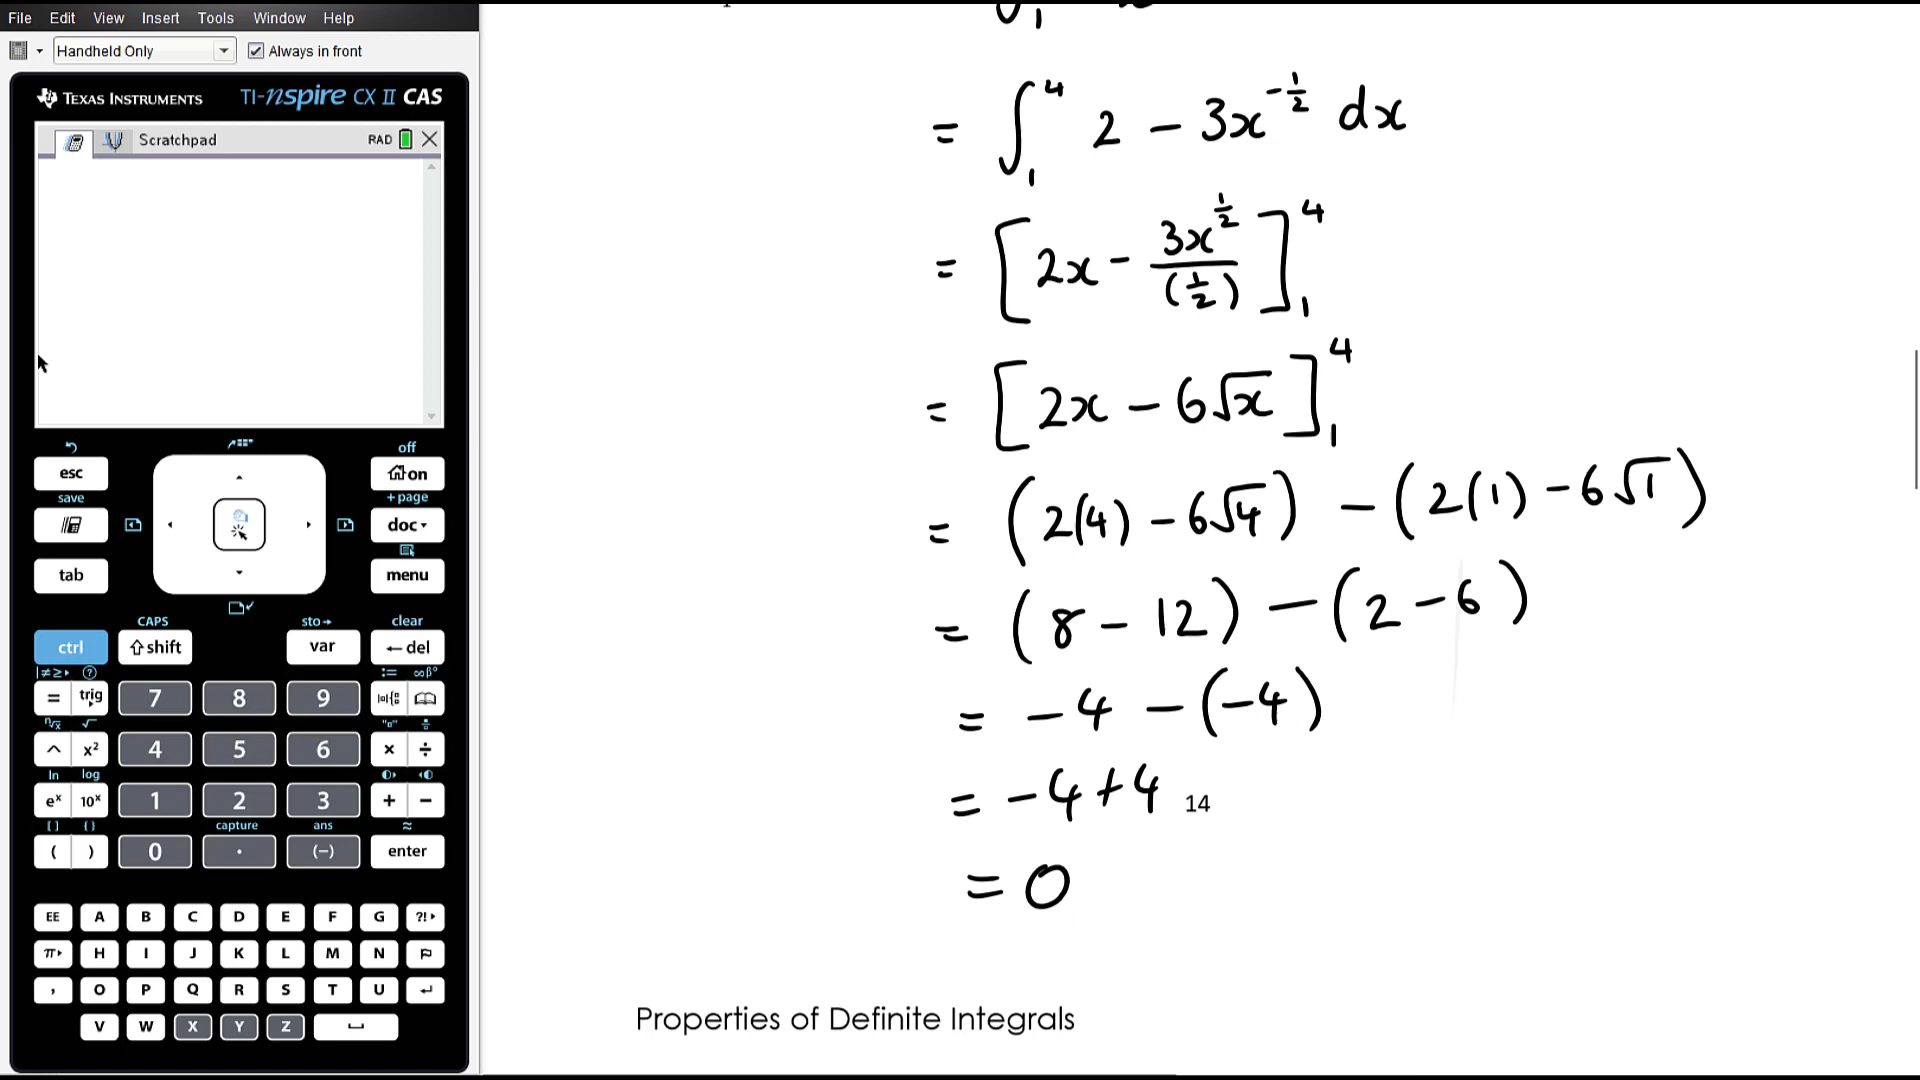 File Edit View Insert Tools Window Help
Handheld Only Always in front
TEXAS INSTRUMENTS TI-nspire CX II CAS
Scratchpad RAD
off
esc on
save + page
doc
tab menu
CAPS sto→ clear
ctrl shift var ←del
|≠≥▸ ? := ∞β°
= trig 7 8 9
ⁿ√x √ "▫" ÷
^ x² 4 5 6 × ÷
ln log
eˣ 10ˣ 1 2 3 + −
[ ] { } capture ans ≈
( ) 0 . (−) enter
EE A B C D E F G ?!▸
π▸ H I J K L M N
, O P Q R S T U ↵
V W X Y Z
= ∫₁⁴ 2 − 3x^(-1/2) dx
= [2x − 3x^(1/2)/(1/2)]₁⁴
= [2x − 6√x]₁⁴
= (2(4) − 6√4) − (2(1) − 6√1)
= (8 − 12) − (2 − 6)
= −4 − (−4)
= −4+4 14
= 0
Properties of Definite Integrals